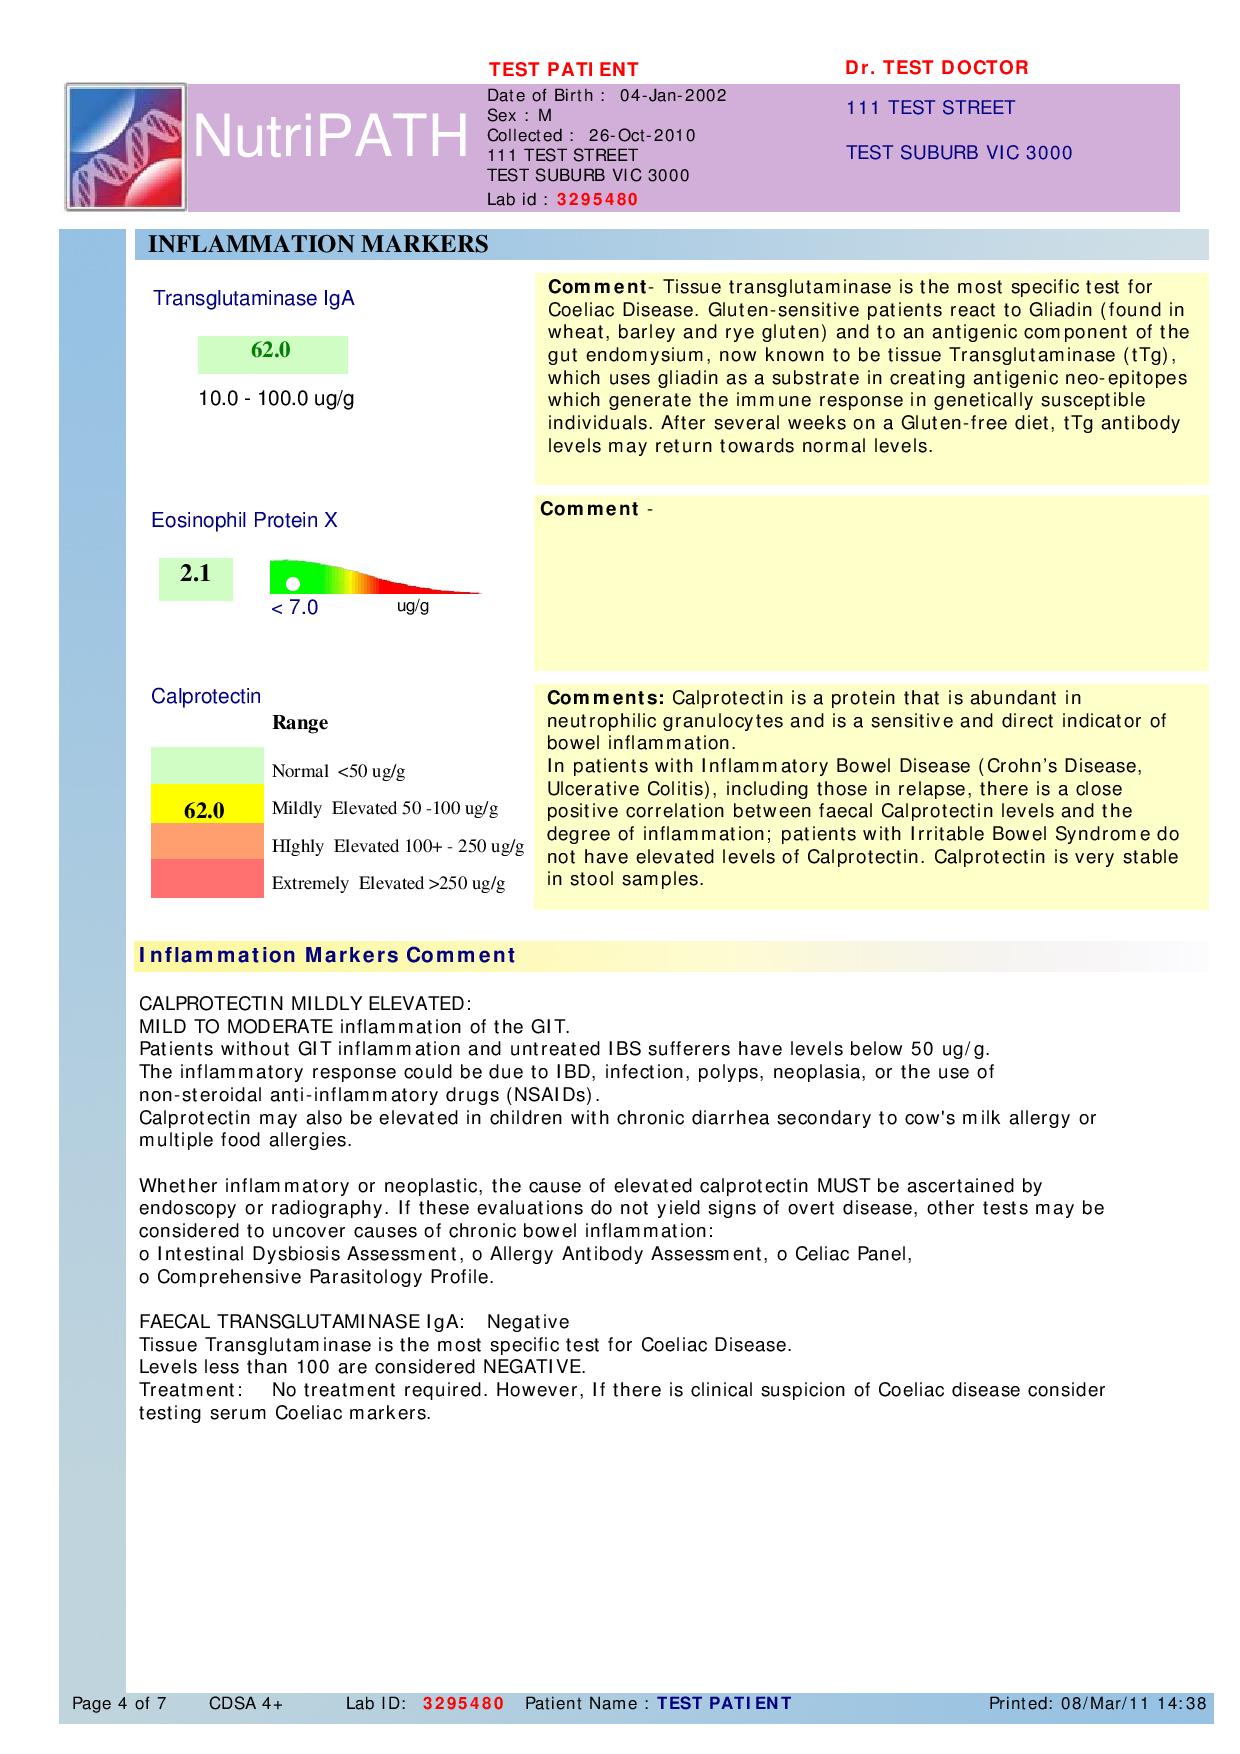 TEST PATIENT
Dr. TEST DOCTOR
NutriPATH
Date of Birth : 04-Jan-2002
Sex : M
Collected : 26-Oct-2010
111 TEST STREET
TEST SUBURB VIC 3000
Lab id : 3295480
111 TEST STREET
TEST SUBURB VIC 3000
INFLAMMATION MARKERS
Transglutaminase IgA
62.0
10.0 - 100.0 ug/g
Comment- Tissue transglutaminase is the most specific test for
Coeliac Disease. Gluten-sensitive patients react to Gliadin (found in
wheat, barley and rye gluten) and to an antigenic component of the
gut endomysium, now known to be tissue Transglutaminase (tTg),
which uses gliadin as a substrate in creating antigenic neo-epitopes
which generate the immune response in genetically susceptible
individuals. After several weeks on a Gluten-free diet, tTg antibody
levels may return towards normal levels.
Eosinophil Protein X
2.1
< 7.0 ug/g
Comment -
Calprotectin
Range
Normal <50 ug/g
62.0 Mildly Elevated 50 -100 ug/g
HIghly Elevated 100+ - 250 ug/g
Extremely Elevated >250 ug/g
Comments: Calprotectin is a protein that is abundant in
neutrophilic granulocytes and is a sensitive and direct indicator of
bowel inflammation.
In patients with Inflammatory Bowel Disease (Crohn's Disease,
Ulcerative Colitis), including those in relapse, there is a close
positive correlation between faecal Calprotectin levels and the
degree of inflammation; patients with Irritable Bowel Syndrome do
not have elevated levels of Calprotectin. Calprotectin is very stable
in stool samples.
Inflammation Markers Comment
CALPROTECTIN MILDLY ELEVATED:
MILD TO MODERATE inflammation of the GIT.
Patients without GIT inflammation and untreated IBS sufferers have levels below 50 ug/g.
The inflammatory response could be due to IBD, infection, polyps, neoplasia, or the use of
non-steroidal anti-inflammatory drugs (NSAIDs).
Calprotectin may also be elevated in children with chronic diarrhea secondary to cow's milk allergy or
multiple food allergies.
Whether inflammatory or neoplastic, the cause of elevated calprotectin MUST be ascertained by
endoscopy or radiography. If these evaluations do not yield signs of overt disease, other tests may be
considered to uncover causes of chronic bowel inflammation:
o Intestinal Dysbiosis Assessment, o Allergy Antibody Assessment, o Celiac Panel,
o Comprehensive Parasitology Profile.
FAECAL TRANSGLUTAMINASE IgA: Negative
Tissue Transglutaminase is the most specific test for Coeliac Disease.
Levels less than 100 are considered NEGATIVE.
Treatment: No treatment required. However, If there is clinical suspicion of Coeliac disease consider
testing serum Coeliac markers.
Page 4 of 7 CDSA 4+ Lab ID: 3295480 Patient Name : TEST PATIENT Printed: 08/Mar/11 14:38